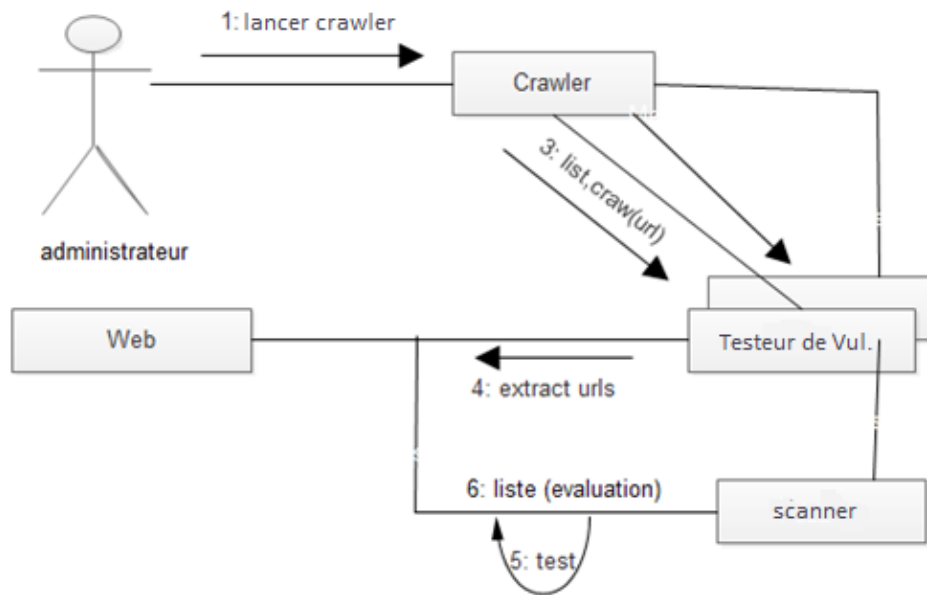 1: lancer crawler
Crawler
3: list,craw(url)
administrateur
Web
Testeur de Vul.
4: extract urls
6: liste (evaluation)
scanner
5: test